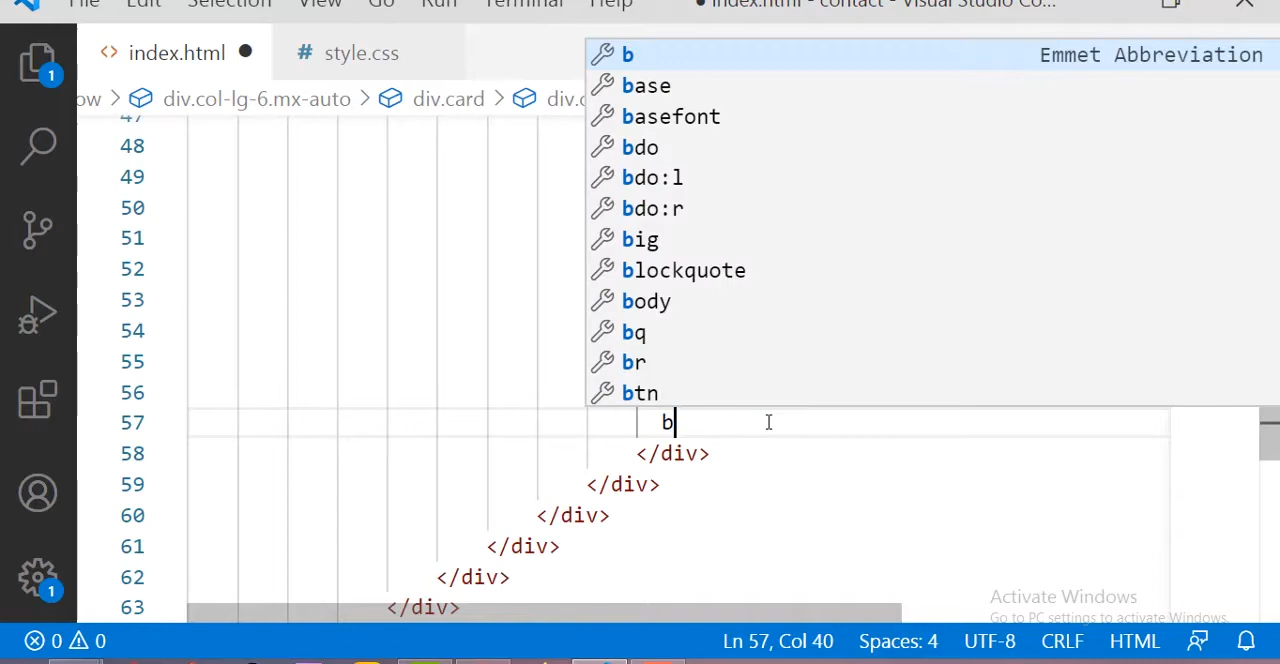 File Edit Selection View Go Run Terminal Help ● index.html - contact - Visual Studio Co...
<> index.html ● # style.css
ow > div.col-lg-6.mx-auto > div.card > div.c
b Emmet Abbreviation
base
basefont
bdo
bdo:l
bdo:r
big
blockquote
body
bq
br
btn
47
48
49
50
51
52
53
54
55
56
57 b
58 </div>
59 </div>
60 </div>
61 </div>
62 </div>
63 </div>
1
1
Activate Windows
Go to PC settings to activate Windows.
0 0 Ln 57, Col 40 Spaces: 4 UTF-8 CRLF HTML